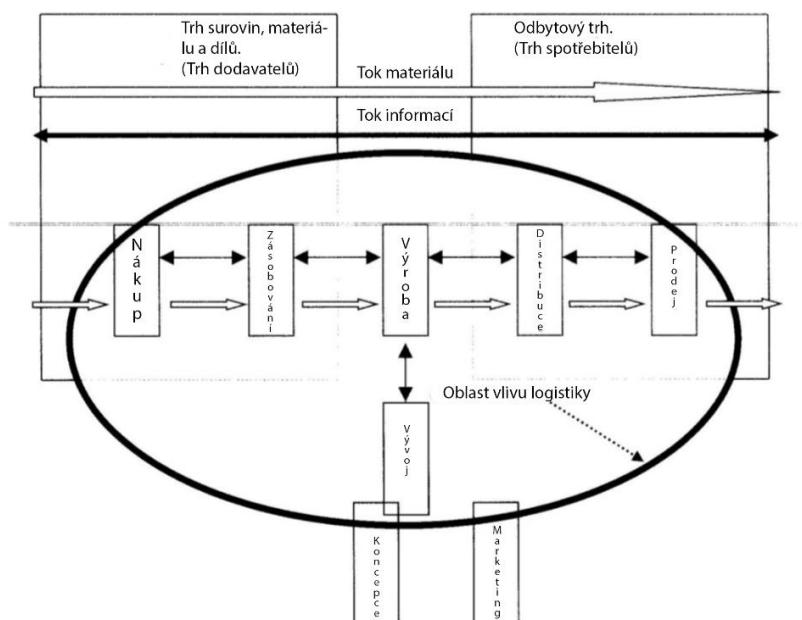 Trh surovin, materiá-
lu a dílů.
(Trh dodavatelů)
Odbytový trh.
(Trh spotřebitelů)
Tok materiálu
Tok informací
Nákup
Zásobování
Výroba
Distribuce
Prodej
Oblast vlivu logistiky
Vývoj
Koncepce
Marketing